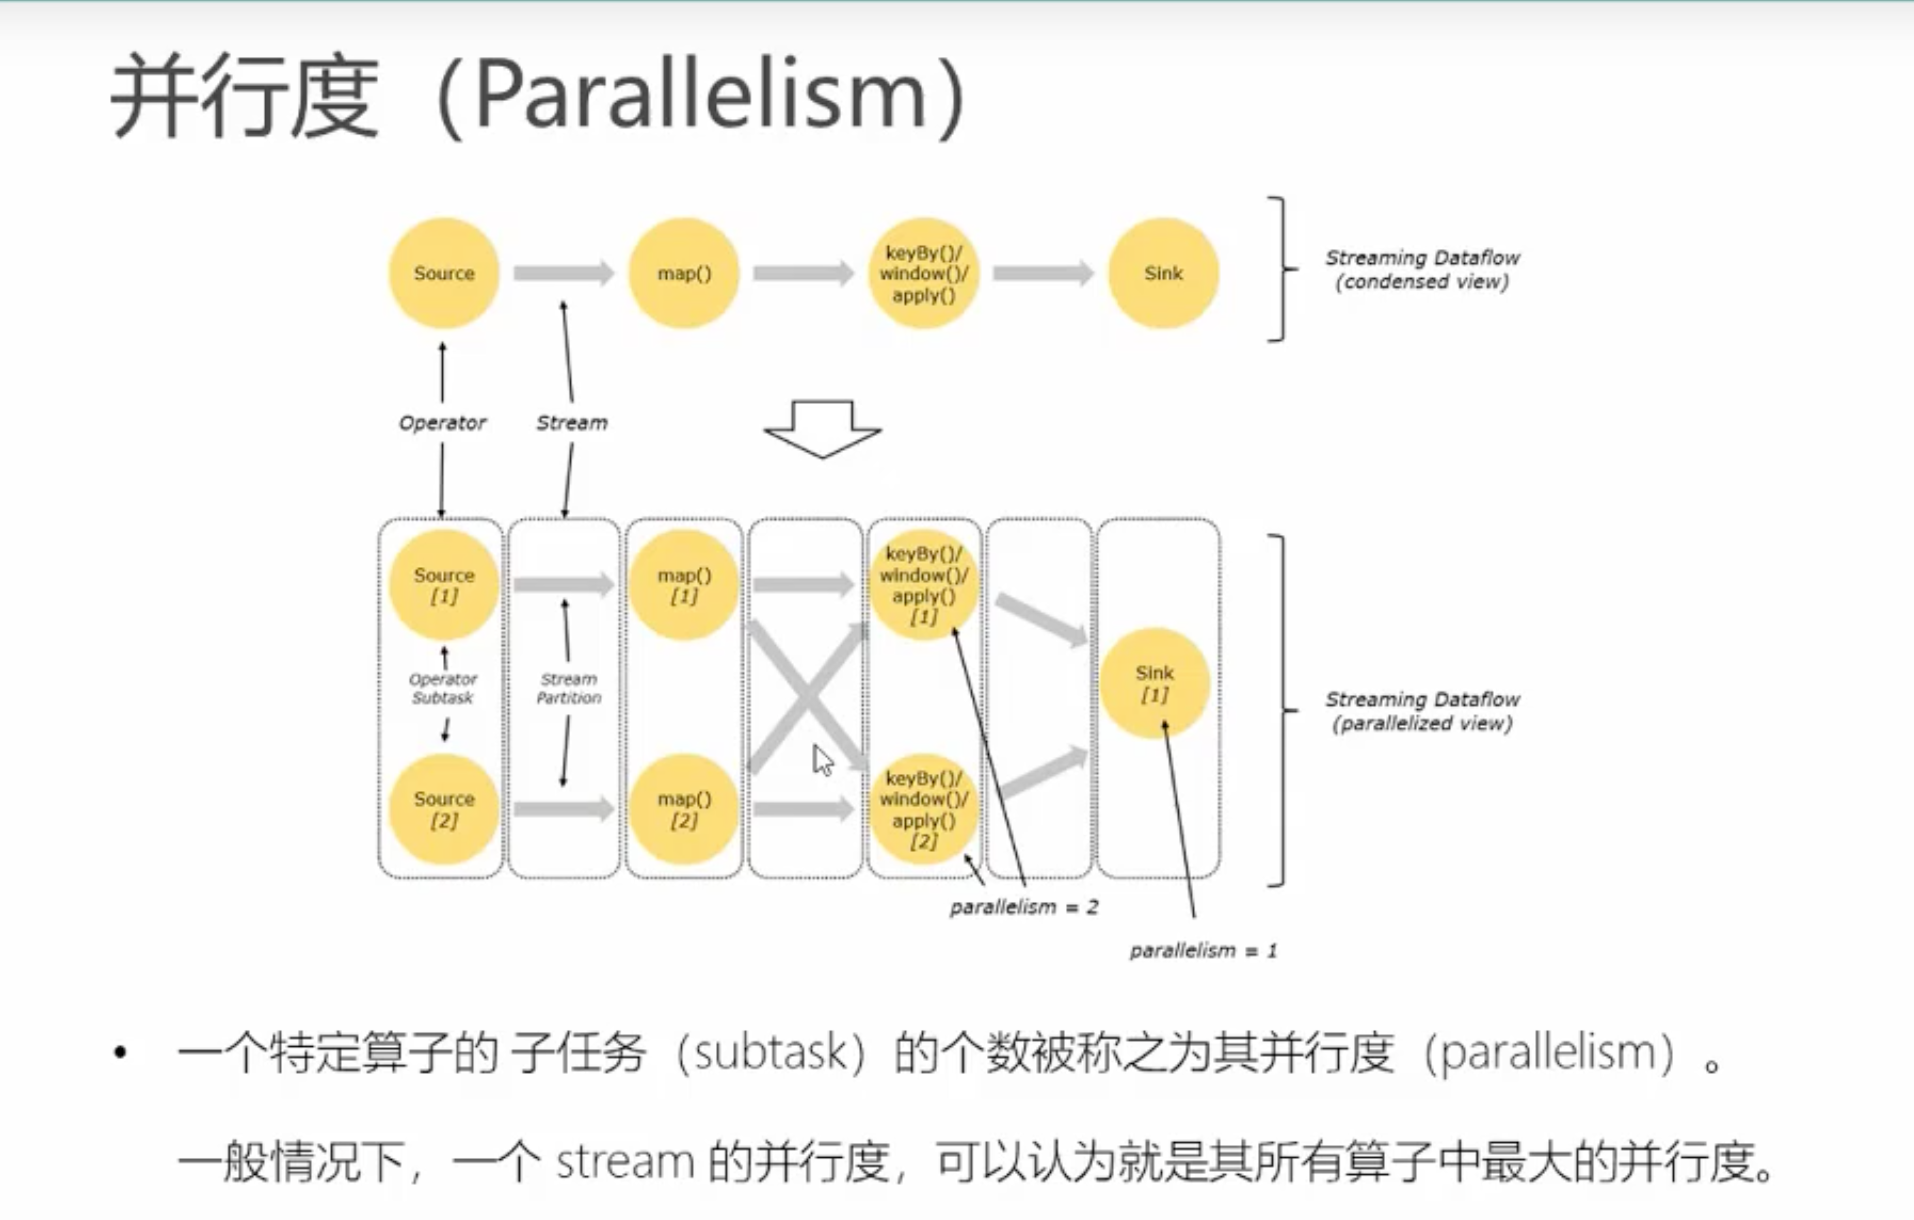 并行度（Parallelism）
Source
map()
keyBy()/
window()/
apply()
Sink
Streaming Dataflow
(condensed view)
Operator
Stream
Source
[1]
map()
[1]
keyBy()/
window()/
apply()
[1]
Operator
Subtask
Stream
Partition
Sink
[1]
Streaming Dataflow
(parallelized view)
Source
[2]
map()
[2]
keyBy()/
window()/
apply()
[2]
parallelism = 2
parallelism = 1
• 一个特定算子的 子任务（subtask）的个数被称之为其并行度（parallelism）。
一般情况下，一个 stream 的并行度，可以认为就是其所有算子中最大的并行度。